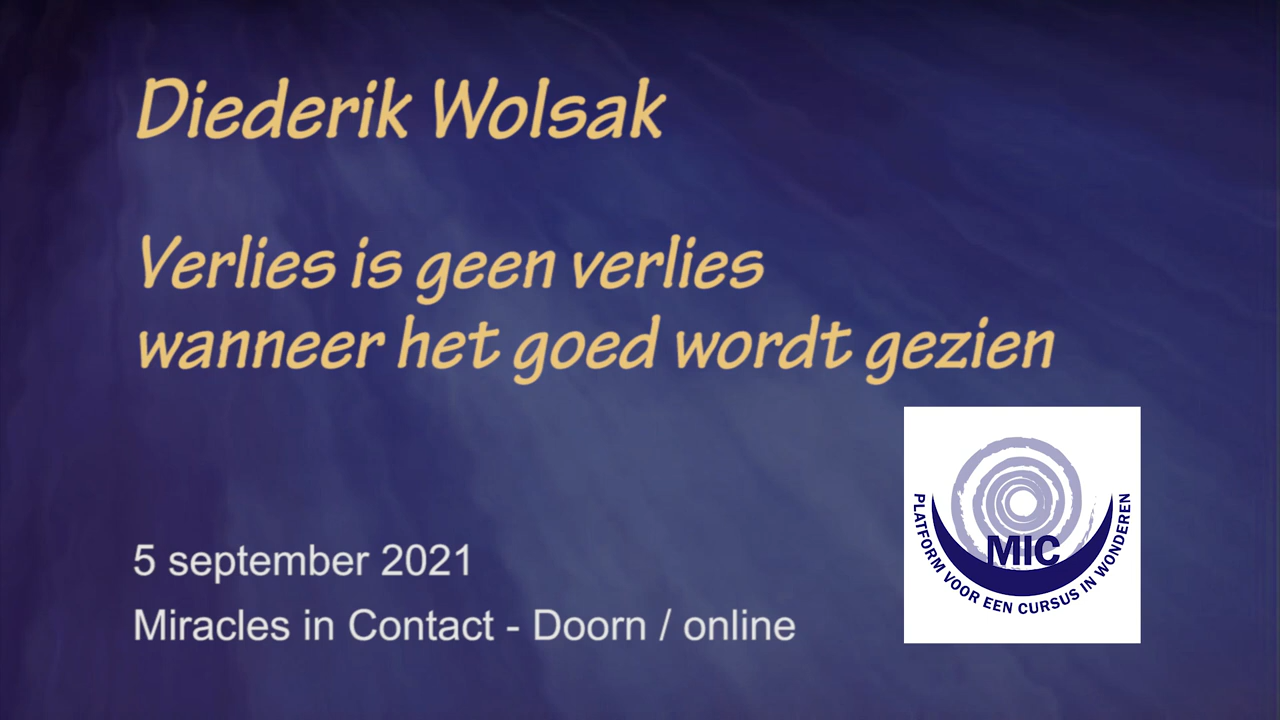 Diederik Wolsak
Verlies is geen verlies
wanneer het goed wordt gezien
5 september 2021
Miracles in Contact - Doorn / online
MIC
PLATFORM VOOR EEN CURSUS IN WONDEREN